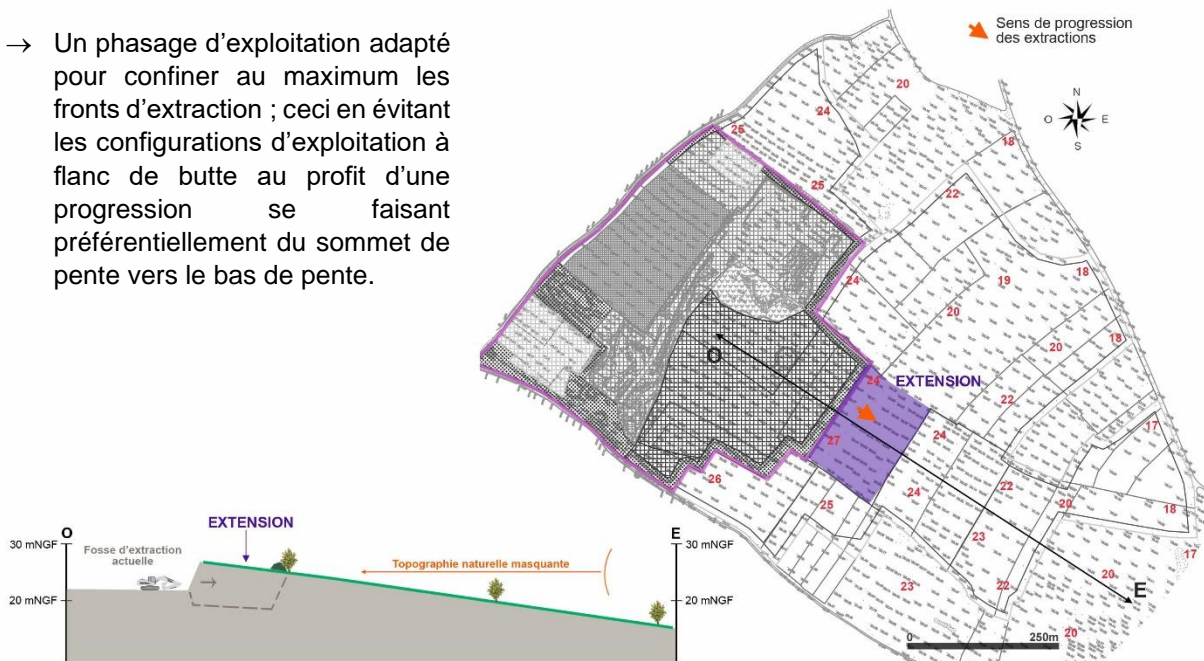 → Un phasage d’exploitation adapté
pour confiner au maximum les
fronts d’extraction ; ceci en évitant
les configurations d’exploitation à
flanc de butte au profit d’une
progression se faisant
préférentiellement du sommet de
pente vers le bas de pente.
Sens de progression
des extractions
N
O E
S
20
24
26
18
25
22
24
19
18
20
20
18
O
24
EXTENSION
22
17
27
24
26
25
24
22
18
23
17
23
22
20
E
20
0 250m
O
EXTENSION
E
30 mNGF
30 mNGF
Fosse d’extraction
actuelle
Topographie naturelle masquante
20 mNGF
20 mNGF